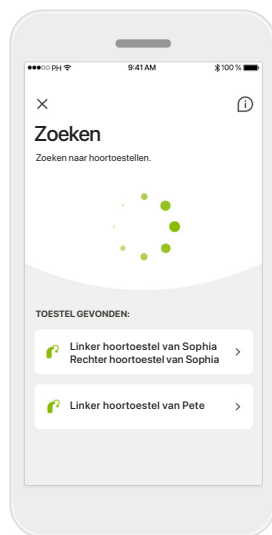 ●●●○○ PH 9:41 AM 100 %
Zoeken
Zoeken naar hoortoestellen.
TOESTEL GEVONDEN:
Linker hoortoestel van Sophia
Rechter hoortoestel van Sophia
Linker hoortoestel van Pete